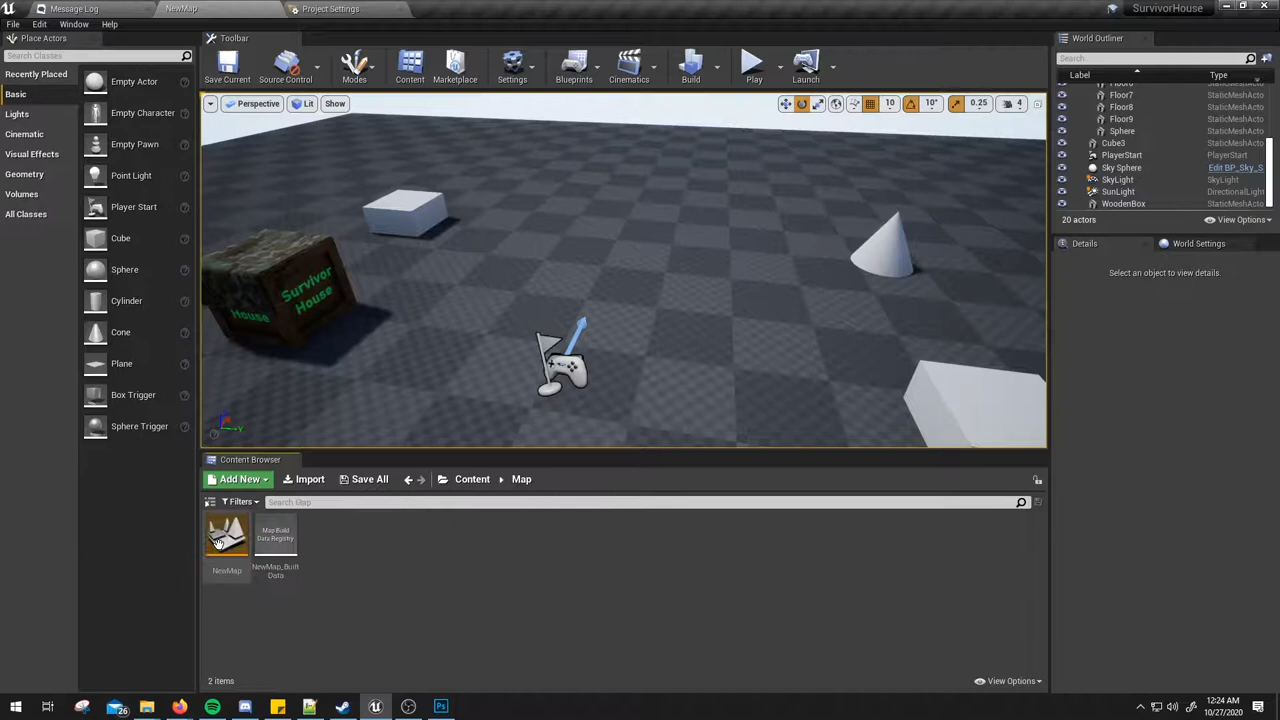 Message Log
NewMap
Project Settings
SurvivorHouse
File
Edit
Window
Help
Place Actors
Search Classes
Recently Placed
Basic
Lights
Cinematic
Visual Effects
Geometry
Volumes
All Classes
Empty Actor
Empty Character
Empty Pawn
Point Light
Player Start
Cube
Sphere
Cylinder
Cone
Plane
Box Trigger
Sphere Trigger
Toolbar
Save Current
Source Control
Modes
Content
Marketplace
Settings
Blueprints
Cinematics
Build
Play
Launch
Perspective
Lit
Show
10
10°
0.25
4
House
Survivor
House
Content Browser
Add New
Import
Save All
Content
Map
Filters
Search Map
NewMap
Map Build
Data Registry
NewMap_Built
Data
2 items
View Options
World Outliner
Search...
Label
Type
Floor7 StaticMeshActo
Floor8 StaticMeshActo
Floor9 StaticMeshActo
Sphere StaticMeshActo
Cube3 StaticMeshActo
PlayerStart PlayerStart
Sky Sphere Edit BP_Sky_S
SkyLight SkyLight
SunLight DirectionalLight
WoodenBox StaticMeshActo
20 actors
View Options
Details
World Settings
Select an object to view details.
26
Ps
12:24 AM
10/27/2020